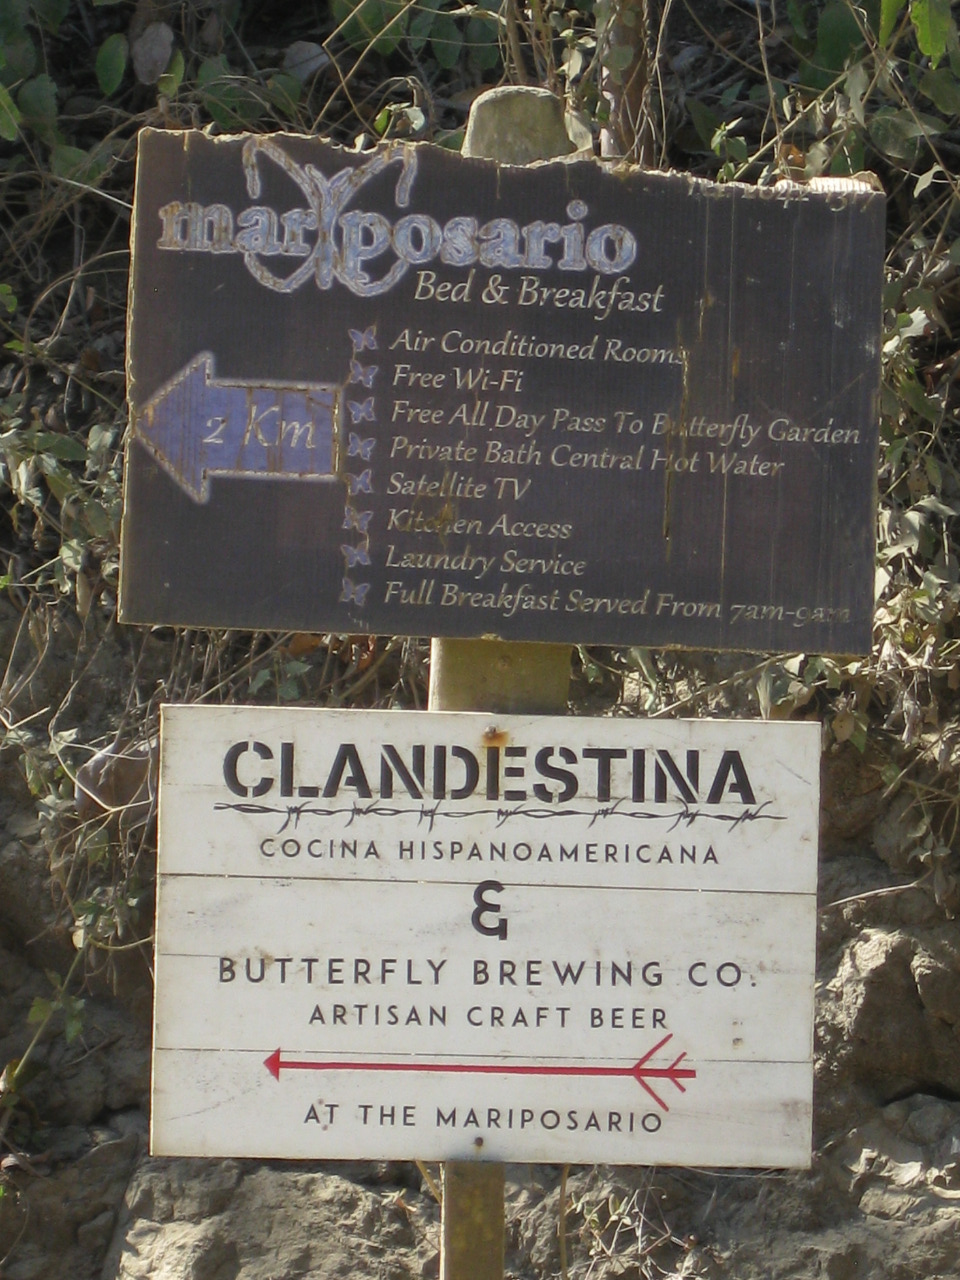 mariposario
Bed & Breakfast
Air Conditioned Rooms
Free Wi-Fi
Free All Day Pass To Butterfly Garden
2 Km
Private Bath Central Hot Water
Satellite TV
Kitchen Access
Laundry Service
Full Breakfast Served From 7am-9am
CLANDESTINA
COCINA HISPANOAMERICANA
&
BUTTERFLY BREWING CO.
ARTISAN CRAFT BEER
AT THE MARIPOSARIO